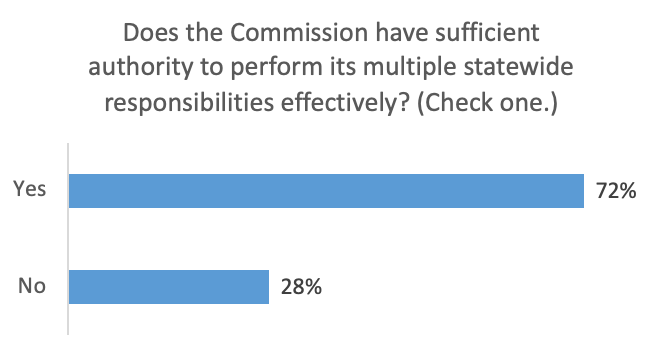 Does the Commission have sufficient
authority to perform its multiple statewide
responsibilities effectively? (Check one.)
Yes
72%
No
28%